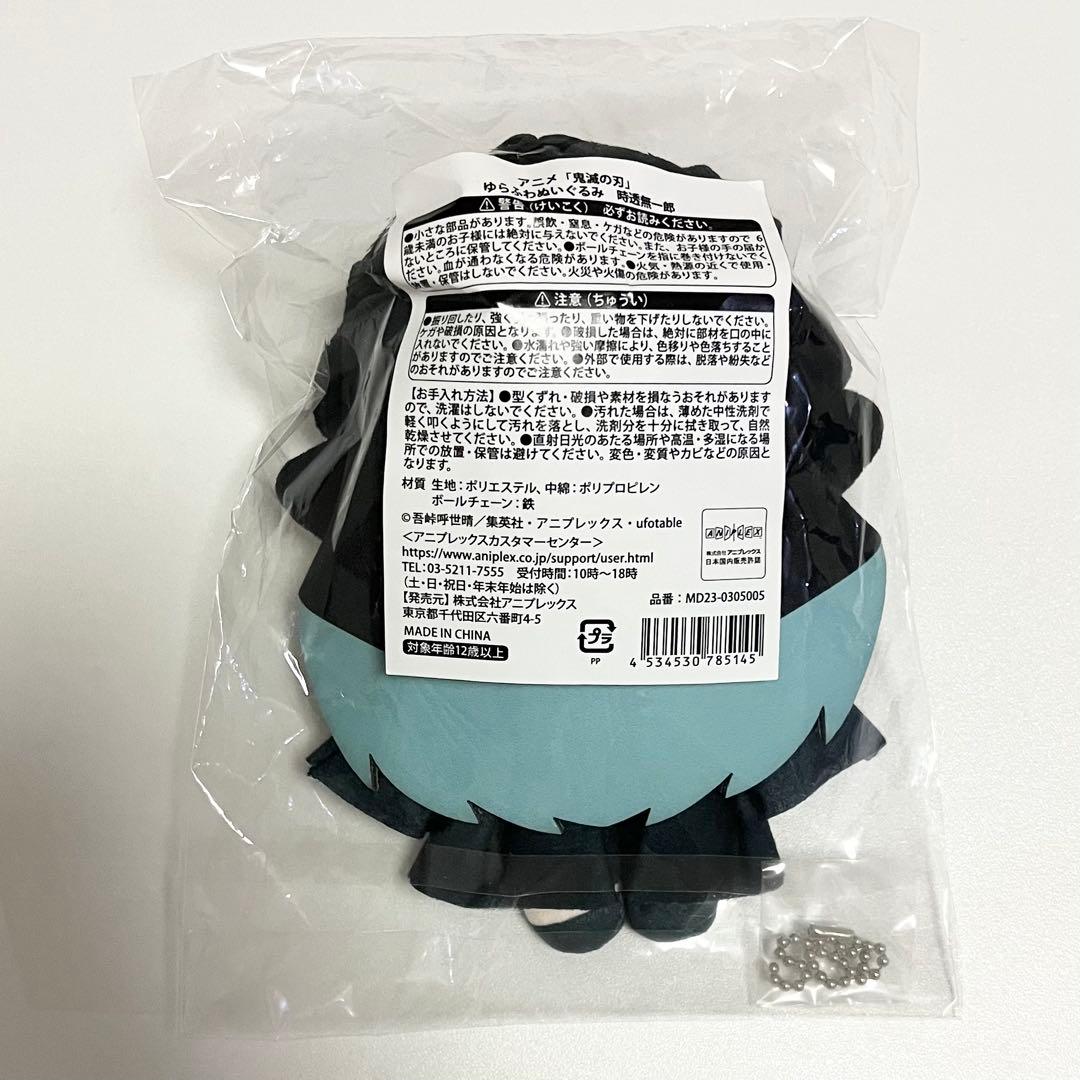 アニメ「鬼滅の刃」
ゆらふわぬいぐるみ 時透無一郎
⚠警告（けいこく） 必ずお読みください。
●小さな部品があります。誤飲・窒息・ケガなどの危険がありますので 6
歳未満のお子様には絶対に与えないでください。また、お子様の手の届か
ないところに保管してください。●ボールチェーンを指に巻き付けないでく
ださい。血が通わなくなる危険があります。●火気・熱源の近くで使用・
放置・保管はしないでください。火災や火傷の危険があります。
⚠注意（ちゅうい）
●振り回したり、強く引っ張ったり、重い物を下げたりしないでください。
ケガや破損の原因となります。●破損した場合は、絶対に部材を口の中に
入れないでください。●水濡れや強い摩擦により、色移りや色落ちすること
がありますのでご注意ください。●外部で使用する際は、脱落や紛失など
のおそれがありますのでご注意ください。
【お手入れ方法】●型くずれ・破損や素材を損なうおそれがあります
ので、洗濯はしないでください。●汚れた場合は、薄めた中性洗剤で
軽く叩くようにして汚れを落とし、洗剤分を十分に拭き取って、自然
乾燥させてください。●直射日光のあたる場所や高温・多湿になる場
所での放置・保管は避けてください。変色・変質やカビなどの原因と
なります。
材質 生地：ポリエステル、中綿：ポリプロピレン
ボールチェーン：鉄
©吾峠呼世晴／集英社・アニプレックス・ufotable
＜アニプレックスカスタマーセンター＞
https://www.aniplex.co.jp/support/user.html
TEL：03-5211-7555 受付時間：10時〜18時
（土・日・祝日・年末年始は除く）
【発売元】株式会社アニプレックス
東京都千代田区六番町4-5
MADE IN CHINA
対象年齢12歳以上
ANIPLEX
株式会社アニプレックス
日本国内販売許諾
品番：MD23-0305005
プラ
PP
4 534530 785145